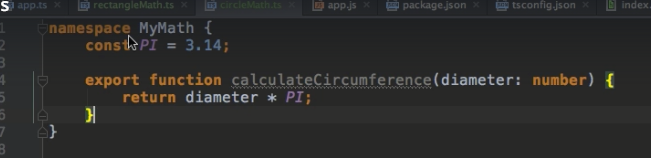 S app.ts rectangleMath.ts circleMath.ts app.js package.json tsconfig.json index.
1 namespace MyMath {
2 const PI = 3.14;
3
4 export function calculateCircumference(diameter: number) {
5 return diameter * PI;
6 }
7 }
8